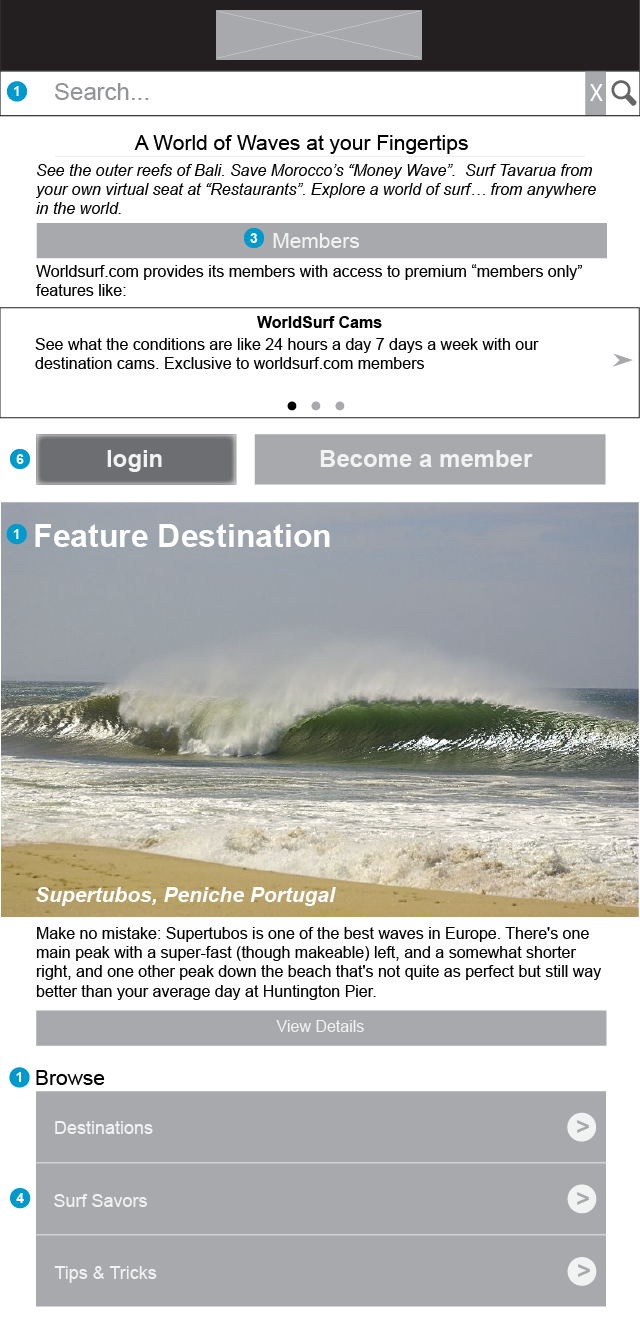 1 Search... X
A World of Waves at your Fingertips
See the outer reefs of Bali. Save Morocco’s “Money Wave”.  Surf Tavarua from
your own virtual seat at “Restaurants”. Explore a world of surf… from anywhere
in the world.
3 Members
Worldsurf.com provides its members with access to premium “members only”
features like:
WorldSurf Cams
See what the conditions are like 24 hours a day 7 days a week with our
destination cams. Exclusive to worldsurf.com members
6 login Become a member
1 Feature Destination
Supertubos, Peniche Portugal
Make no mistake: Supertubos is one of the best waves in Europe. There's one
main peak with a super-fast (though makeable) left, and a somewhat shorter
right, and one other peak down the beach that's not quite as perfect but still way
better than your average day at Huntington Pier.
View Details
1 Browse
Destinations >
4 Surf Savors >
Tips & Tricks >